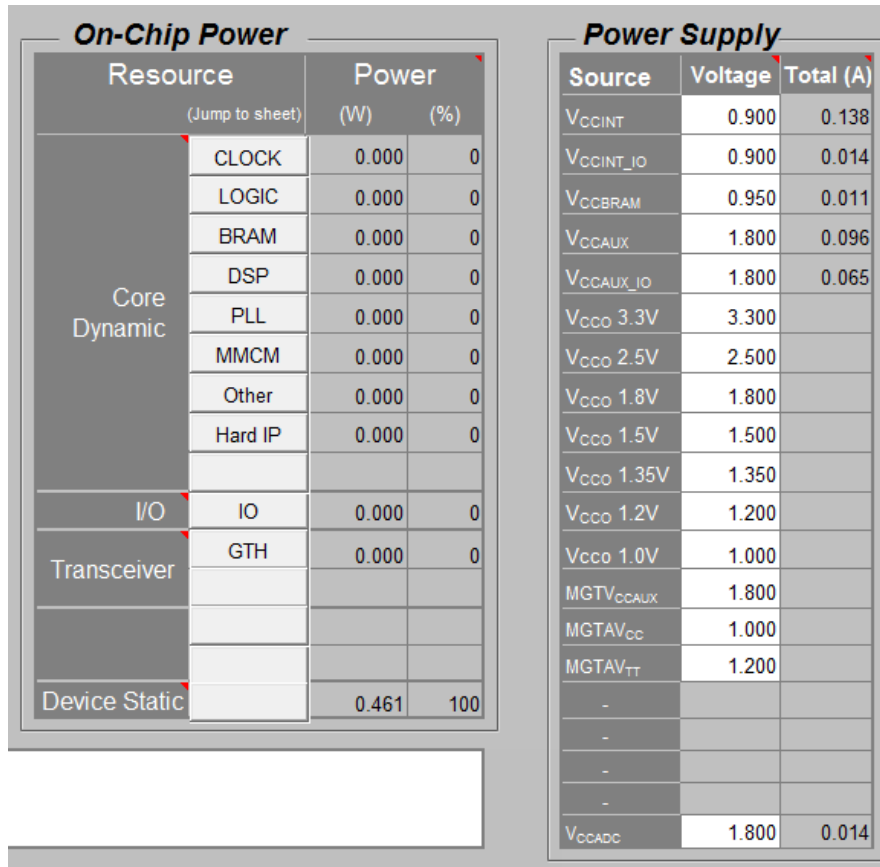 On-Chip Power
Resource Power
(Jump to sheet) (W) (%)
Core Dynamic
CLOCK 0.000 0
LOGIC 0.000 0
BRAM 0.000 0
DSP 0.000 0
PLL 0.000 0
MMCM 0.000 0
Other 0.000 0
Hard IP 0.000 0
I/O IO 0.000 0
Transceiver GTH 0.000 0
Device Static 0.461 100
Power Supply
Source Voltage Total (A)
VCCINT 0.900 0.138
VCCINT_IO 0.900 0.014
VCCBRAM 0.950 0.011
VCCAUX 1.800 0.096
VCCAUX_IO 1.800 0.065
VCCO 3.3V 3.300
VCCO 2.5V 2.500
VCCO 1.8V 1.800
VCCO 1.5V 1.500
VCCO 1.35V 1.350
VCCO 1.2V 1.200
Vcco 1.0V 1.000
MGTVCCAUX 1.800
MGTAVCC 1.000
MGTAVTT 1.200
-
-
-
-
VCCADC 1.800 0.014